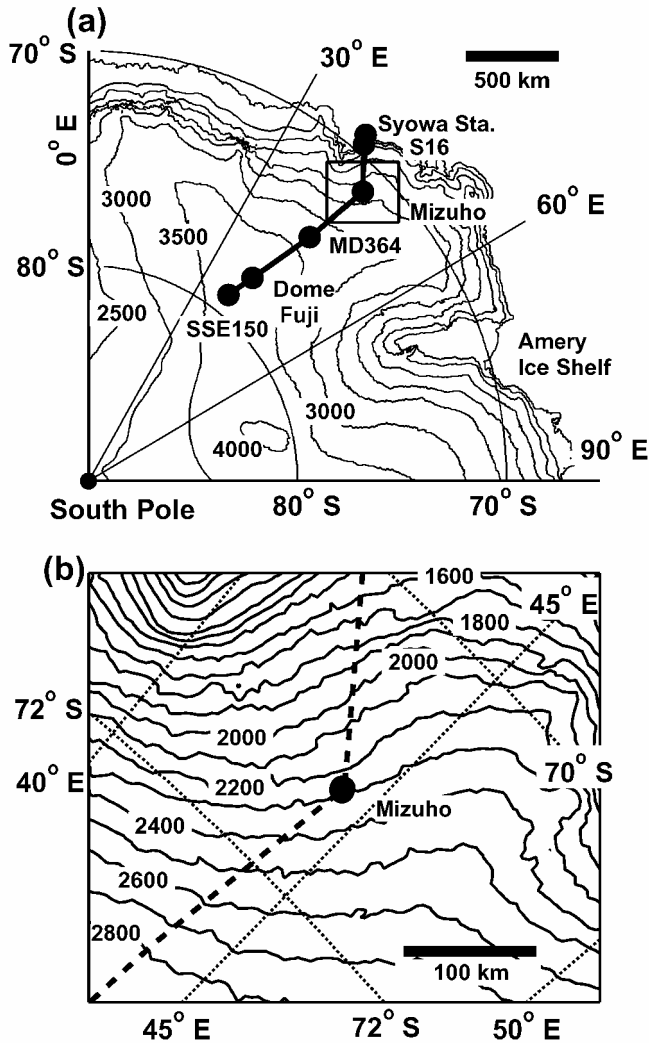 (a)
70° S
30° E
500 km
0° E
Syowa Sta.
S16
3000
Mizuho
60° E
3500
MD364
80° S
Dome
Fuji
2500
SSE150
Amery
Ice Shelf
3000
4000
90° E
South Pole
80° S
70° S
(b)
1600
45° E
1800
2000
72° S
2000
40° E
2200
70° S
Mizuho
2400
2600
2800
100 km
45° E
72° S
50° E